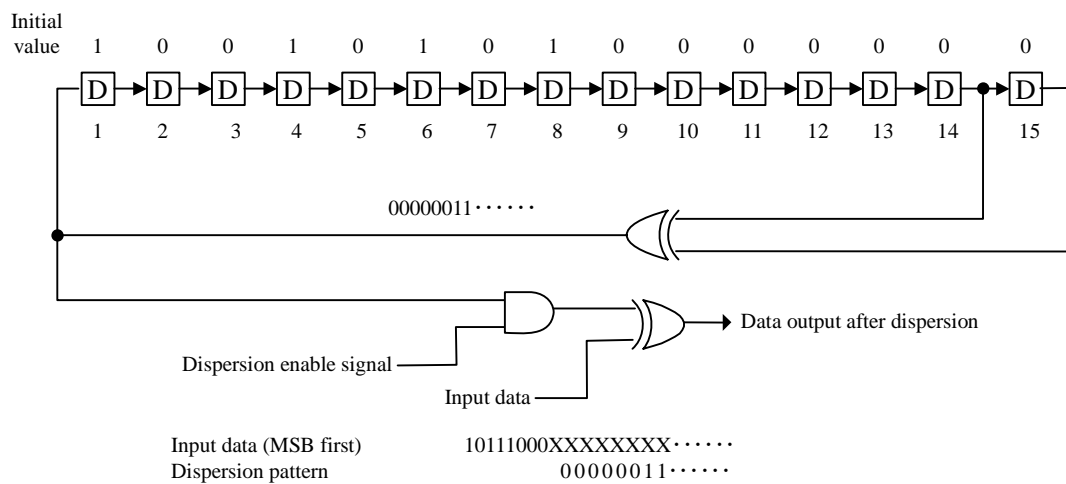 Initial
value 1 0 0 1 0 1 0 1 0 0 0 0 0 0 0
D D D D D D D D D D D D D D D
1 2 3 4 5 6 7 8 9 10 11 12 13 14 15
00000011······
Data output after dispersion
Dispersion enable signal
Input data
Input data (MSB first) 10111000XXXXXXXX······
Dispersion pattern 00000011······